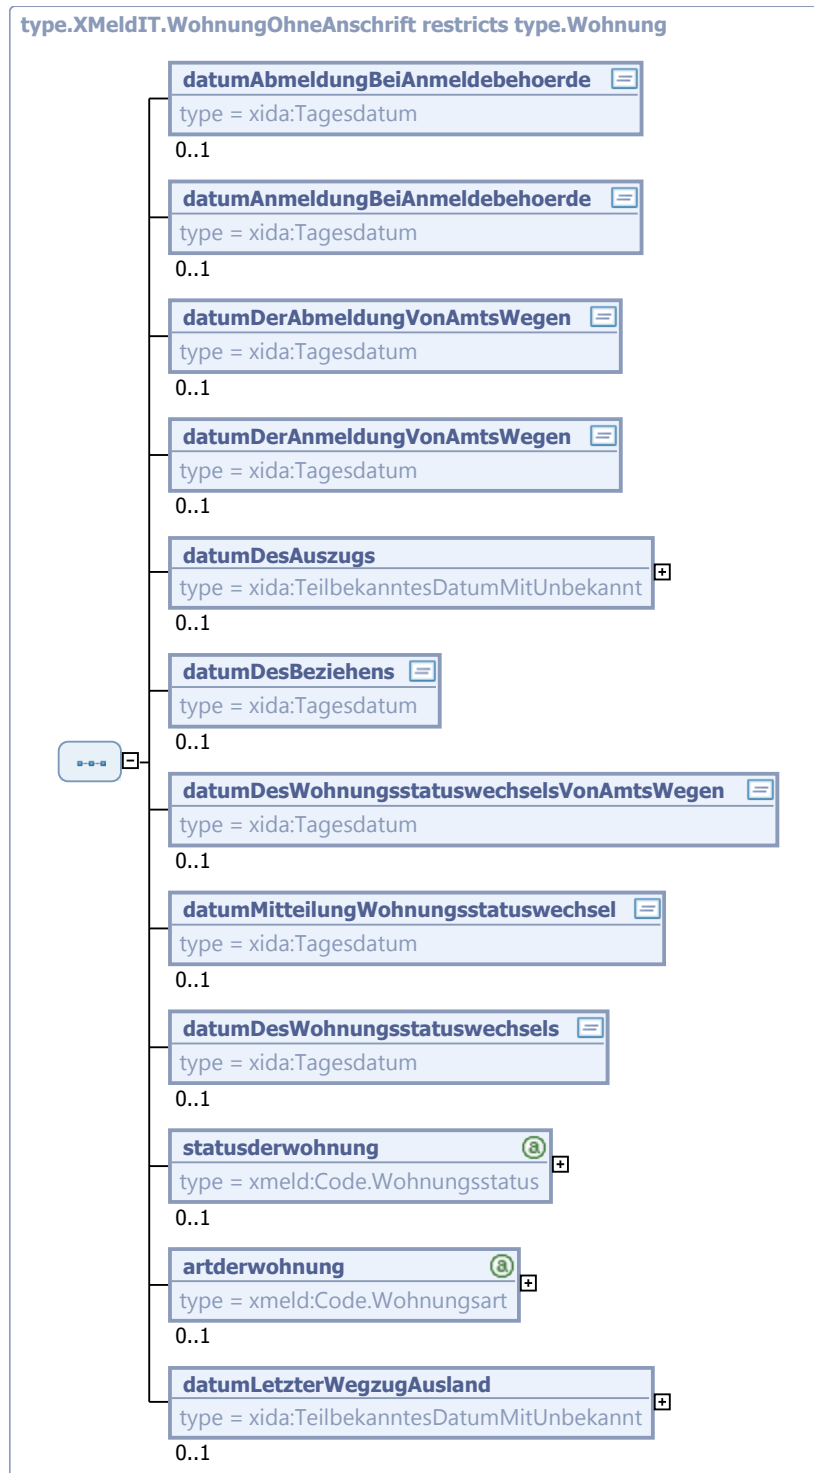 type.XMeldIT.WohnungOhneAnschrift restricts type.Wohnung
datumAbmeldungBeiAnmeldebehoerde
type = xida:Tagesdatum
0..1
datumAnmeldungBeiAnmeldebehoerde
type = xida:Tagesdatum
0..1
datumDerAbmeldungVonAmtsWegen
type = xida:Tagesdatum
0..1
datumDerAnmeldungVonAmtsWegen
type = xida:Tagesdatum
0..1
datumDesAuszugs
type = xida:TeilbekanntesDatumMitUnbekannt
0..1
datumDesBeziehens
type = xida:Tagesdatum
0..1
datumDesWohnungsstatuswechselsVonAmtsWegen
type = xida:Tagesdatum
0..1
datumMitteilungWohnungsstatuswechsel
type = xida:Tagesdatum
0..1
datumDesWohnungsstatuswechsels
type = xida:Tagesdatum
0..1
statusderwohnung
type = xmeld:Code.Wohnungsstatus
0..1
artderwohnung
type = xmeld:Code.Wohnungsart
0..1
datumLetzterWegzugAusland
type = xida:TeilbekanntesDatumMitUnbekannt
0..1